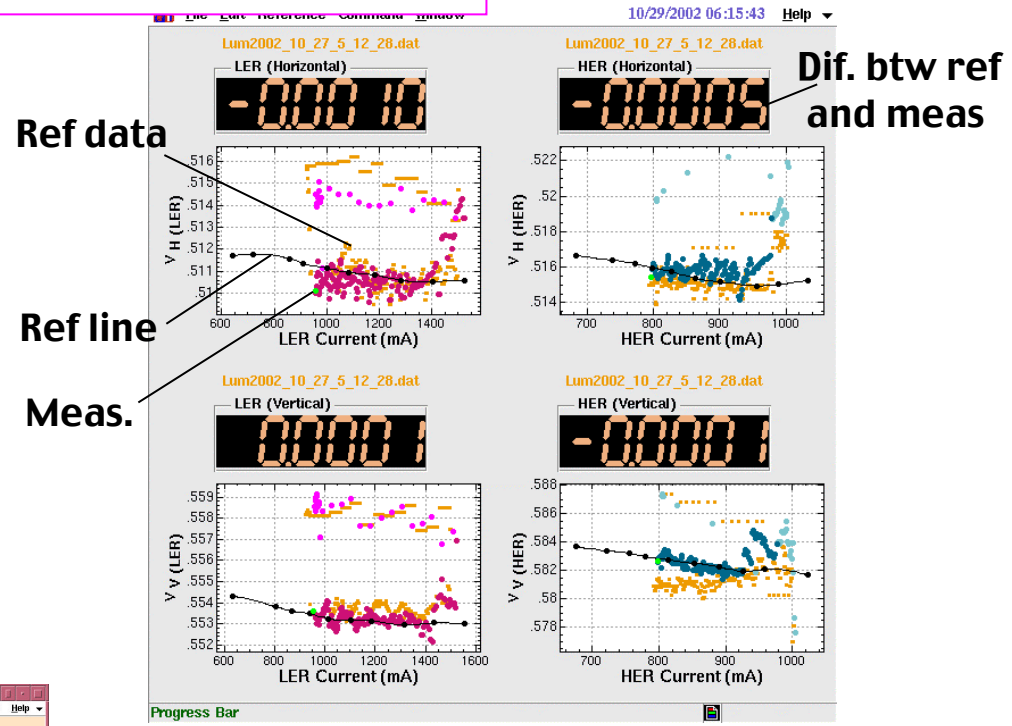 File Edit Reference Command Window 10/29/2002 06:15:43 Help
Lum2002_10_27_5_12_28.dat
LER (Horizontal)
-0.0010
Lum2002_10_27_5_12_28.dat
HER (Horizontal)
-0.0005
Dif. btw ref
and meas
Ref data
Ref line
Meas.
.516
.515
.514
.513
.512
.511
.51
ν H (LER)
600 800 1000 1200 1400
LER Current (mA)
.522
.52
.518
.516
.514
ν H (HER)
700 800 900 1000
HER Current (mA)
Lum2002_10_27_5_12_28.dat
LER (Vertical)
0.0001
Lum2002_10_27_5_12_28.dat
HER (Vertical)
-0.0001
.559
.558
.557
.556
.555
.554
.553
.552
ν V (LER)
600 800 1000 1200 1400 1600
LER Current (mA)
.588
.586
.584
.582
.58
.578
ν V (HER)
700 800 900 1000
HER Current (mA)
Progress Bar
Help